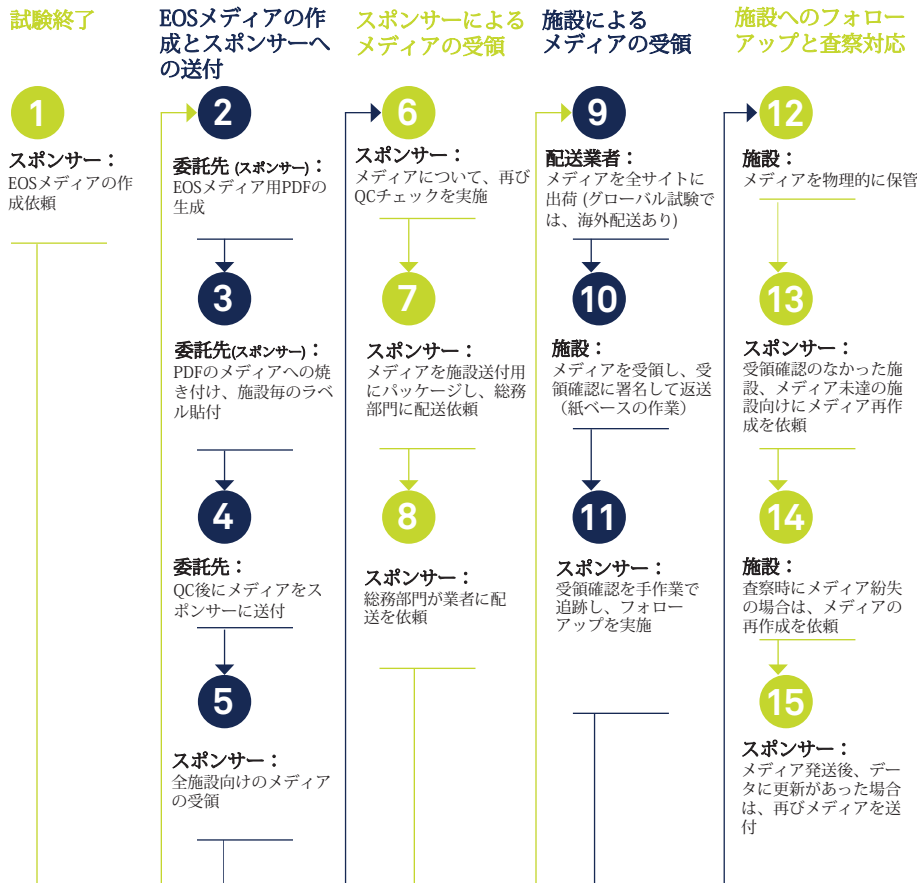 試験終了
1
スポンサー：
EOSメディアの作
成依頼
EOSメディアの作
成とスポンサーへ
の送付
2
委託先 (スポンサー)：
EOSメディア用PDFの
生成
3
委託先(スポンサー)：
PDFのメディアへの焼
き付け、施設毎のラベ
ル貼付
4
委託先：
QC後にメディアをス
ポンサーに送付
5
スポンサー：
全施設向けのメディア
の受領
スポンサーによる
メディアの受領
6
スポンサー：
メディアについて、再び
QCチェックを実施
7
スポンサー：
メディアを施設送付用
にパッケージし、総務
部門に配送依頼
8
スポンサー：
総務部門が業者に配
送を依頼
施設による
メディアの受領
9
配送業者：
メディアを全サイトに
出荷 (グローバル試験で
は、海外配送あり)
10
施設：
メディアを受領し、受
領確認に署名して返送
（紙ベースの作業）
11
スポンサー：
受領確認を手作業で
追跡し、フォロー
アップを実施
施設へのフォロー
アップと査察対応
12
施設：
メディアを物理的に保管
13
スポンサー：
受領確認のなかった施
設、メディア未達の施
設向けにメディア再作
成を依頼
14
施設：
査察時にメディア紛失
の場合は、メディアの
再作成を依頼
15
スポンサー：
メディア発送後、デー
タに更新があった場合
は、再びメディアを送
付